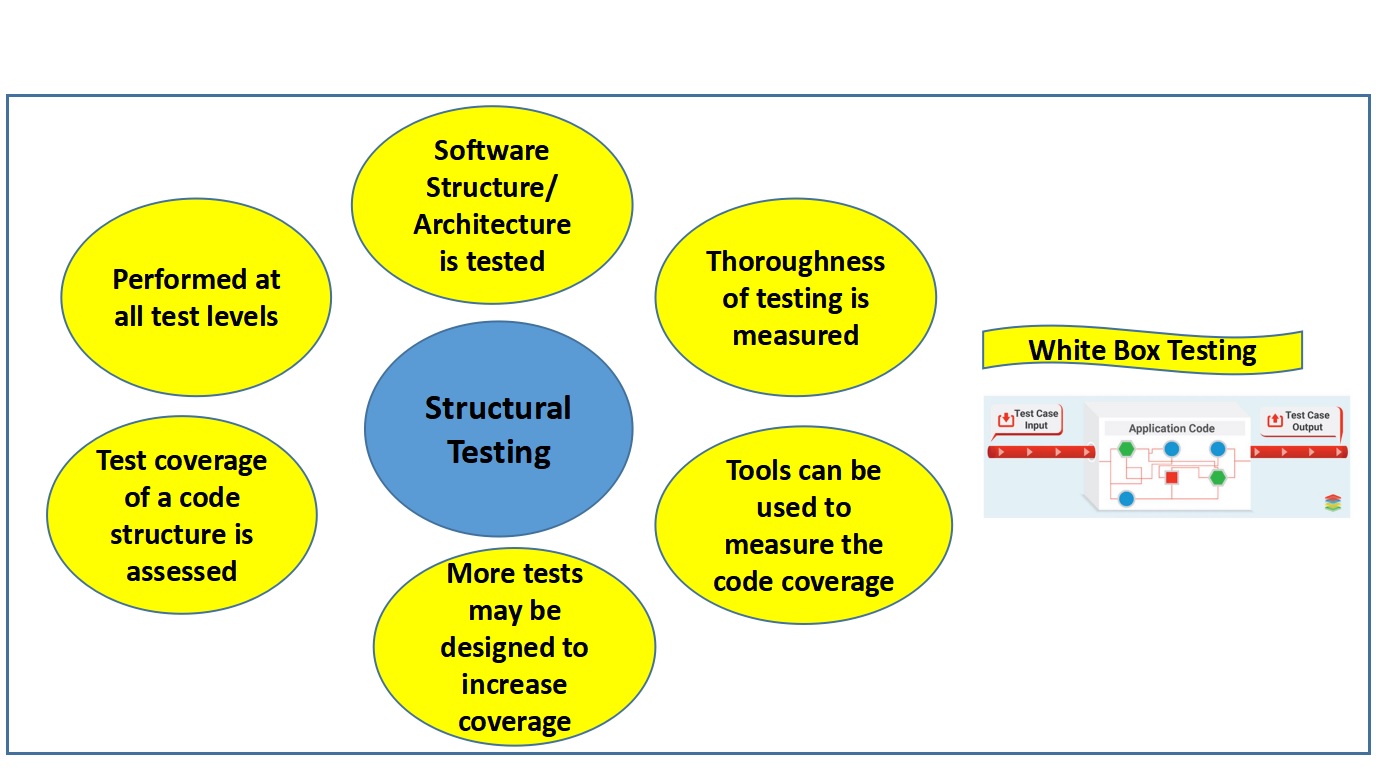 Software
Structure/
Architecture
is tested
Performed at
all test levels
Thoroughness
of testing is
measured
Structural
Testing
White Box Testing
Test Case
Input
Application Code
Test Case
Output
Test coverage
of a code
structure is
assessed
Tools can be
used to
measure the
code coverage
More tests
may be
designed to
increase
coverage